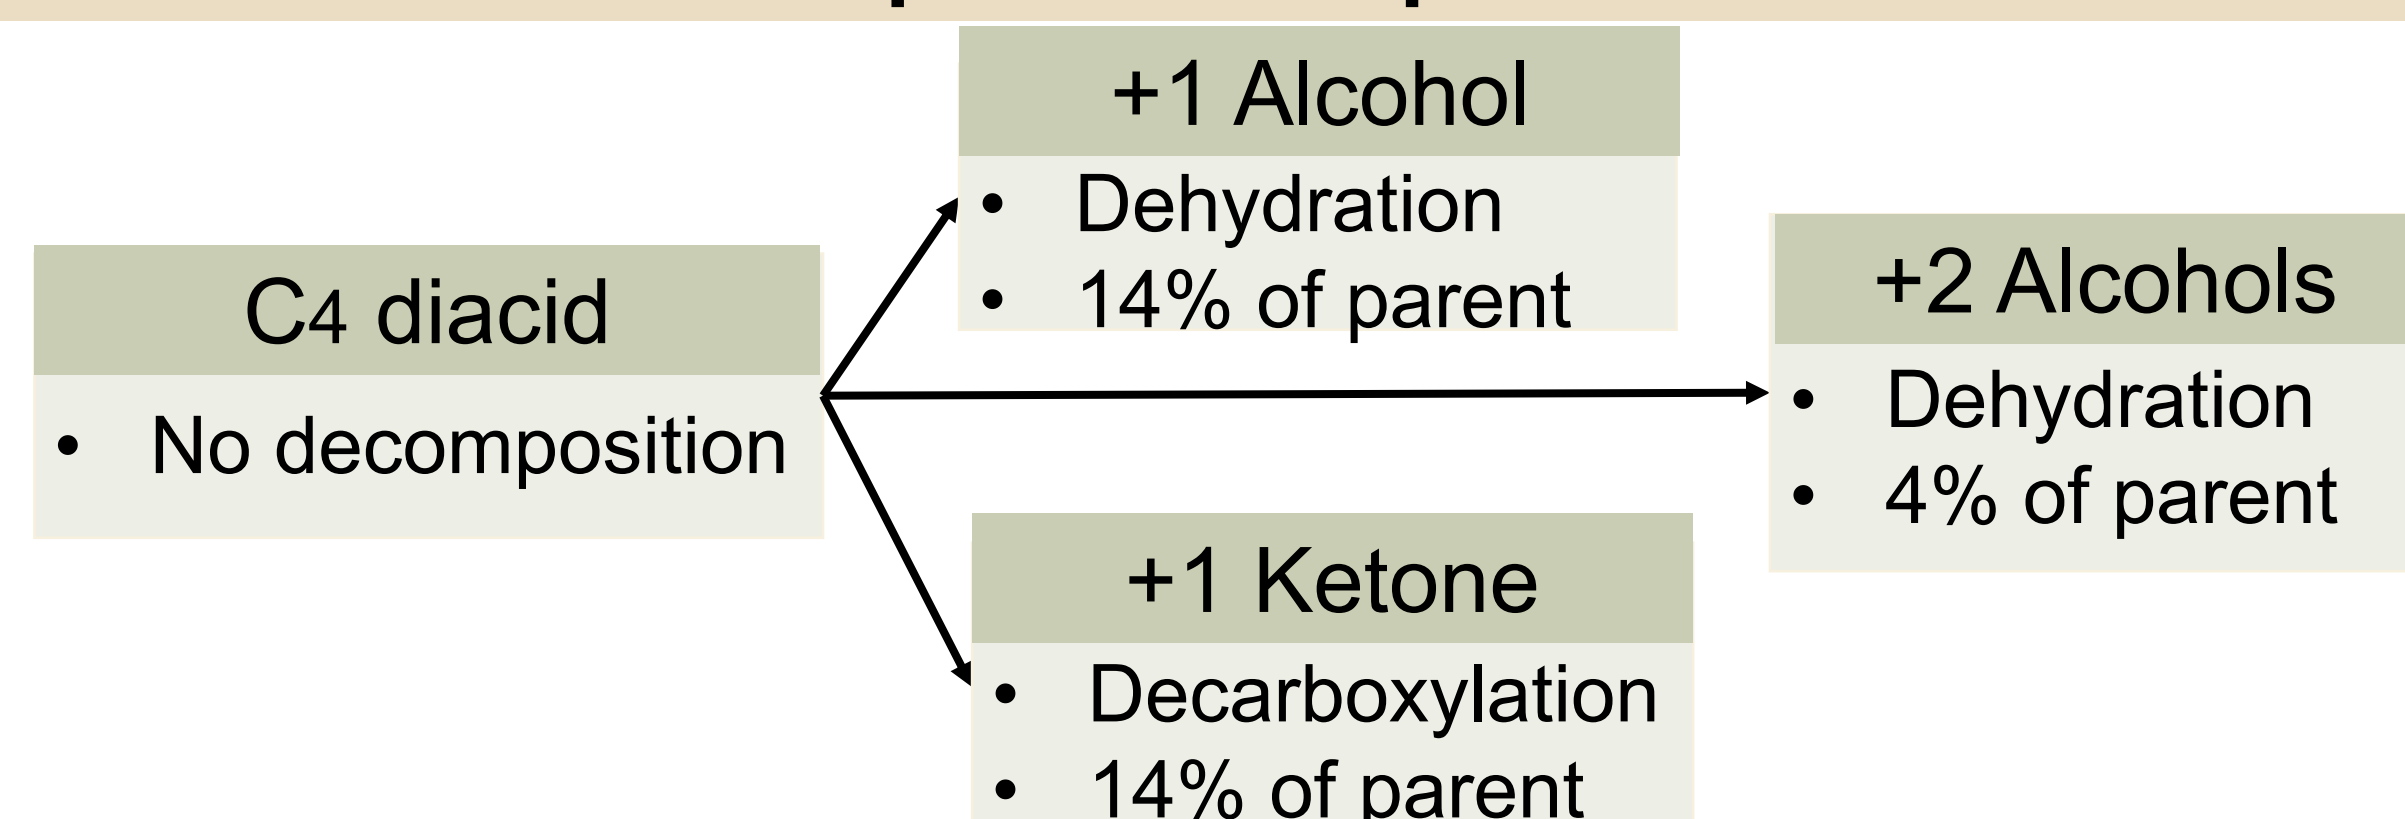 +1 Alcohol
• Dehydration
• 14% of parent
C4 diacid
• No decomposition
+2 Alcohols
• Dehydration
• 4% of parent
+1 Ketone
• Decarboxylation
• 14% of parent